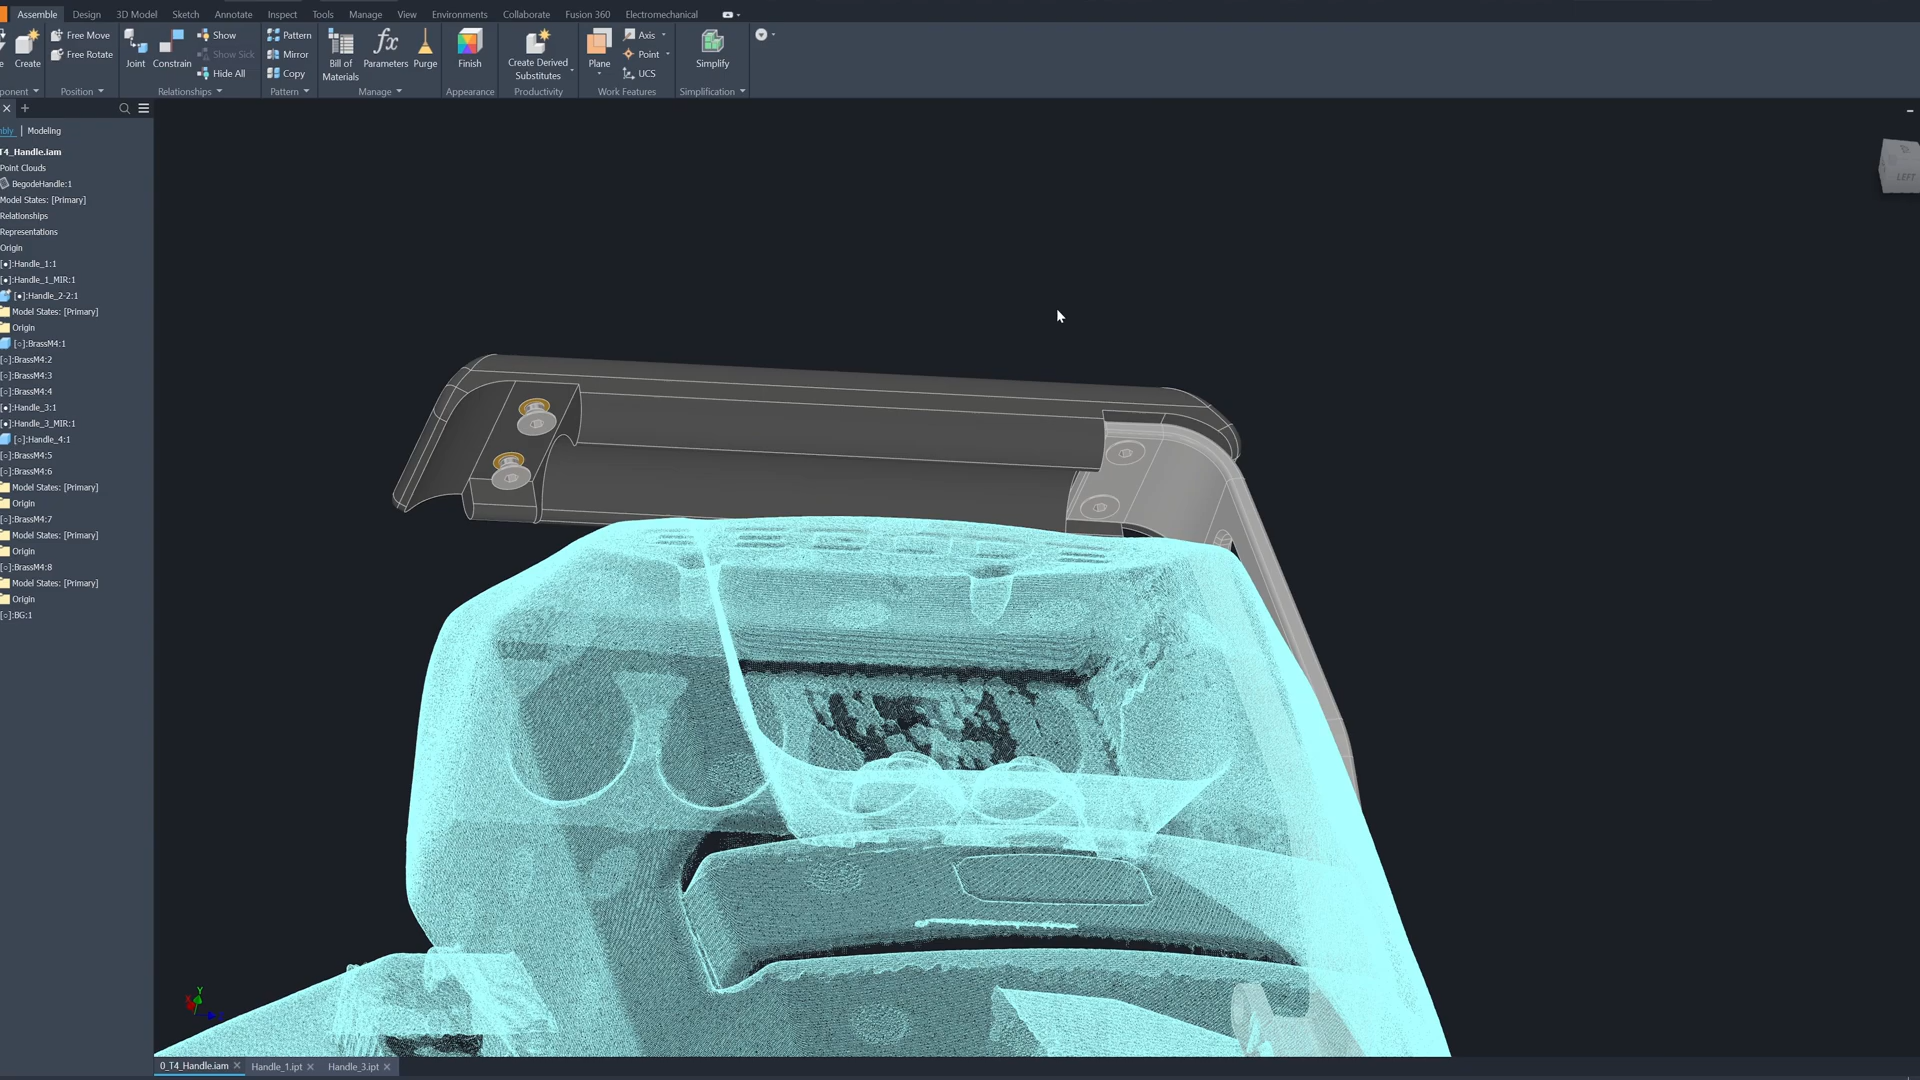 Assemble Design 3D Model Sketch Annotate Inspect Tools Manage View Environments Collaborate Fusion 360 Electromechanical
Free Move Show Pattern Axis
Free Rotate Show Sick Mirror Point
Create Joint Constrain Hide All Copy Bill of Materials Parameters Purge Finish Create Derived Substitutes Plane UCS Simplify
ponent Position Relationships Pattern Manage Appearance Productivity Work Features Simplification
mbly | Modeling
T4_Handle.iam
Point Clouds
BegodeHandle:1
Model States: [Primary]
Relationships
Representations
Origin
[●]:Handle_1:1
[●]:Handle_1_MIR:1
[●]:Handle_2-2:1
Model States: [Primary]
Origin
[○]:BrassM4:1
[○]:BrassM4:2
[○]:BrassM4:3
[○]:BrassM4:4
[●]:Handle_3:1
[●]:Handle_3_MIR:1
[○]:Handle_4:1
[○]:BrassM4:5
[○]:BrassM4:6
Model States: [Primary]
Origin
[○]:BrassM4:7
Model States: [Primary]
Origin
[○]:BrassM4:8
Model States: [Primary]
Origin
[○]:BG:1
LEFT
Y
X
0_T4_Handle.iam Handle_1.ipt Handle_3.ipt